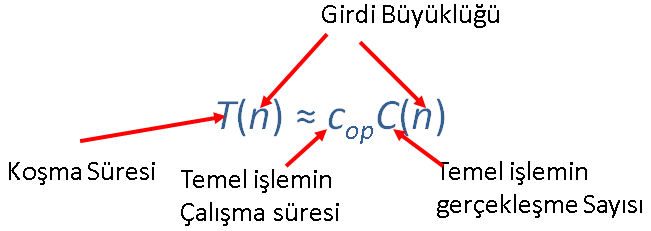 Girdi Büyüklüğü
T(n) ≈ c_op C(n)
Koşma Süresi
Temel işlemin
Çalışma süresi
Temel işlemin
gerçekleşme Sayısı